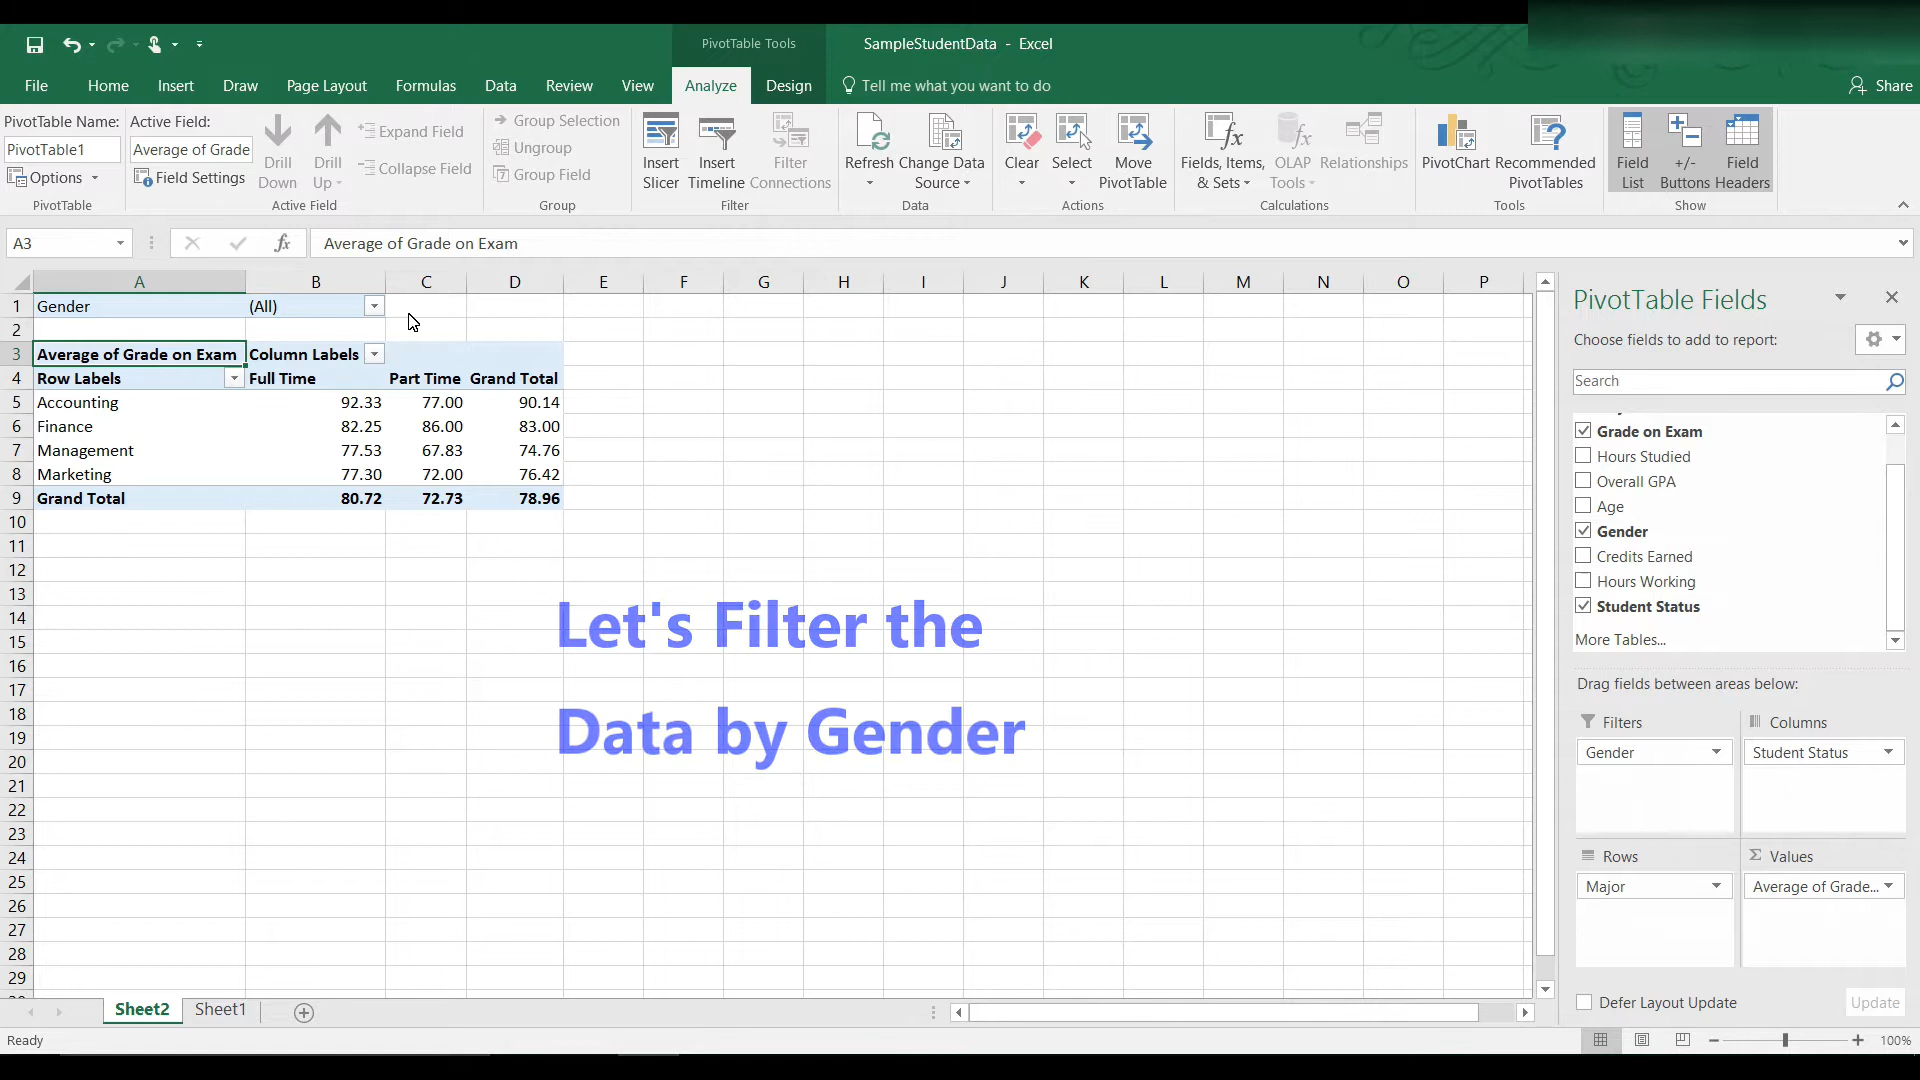 PivotTable Tools
SampleStudentData - Excel
File Home Insert Draw Page Layout Formulas Data Review View Analyze Design Tell me what you want to do Share
PivotTable Name:
PivotTable1
Options
PivotTable
Active Field:
Average of Grade
Field Settings
Drill Down
Drill Up
Expand Field
Collapse Field
Active Field
Group Selection
Ungroup
Group Field
Group
Insert Slicer
Insert Timeline
Filter Connections
Filter
Refresh
Change Data Source
Data
Clear
Select
Move PivotTable
Actions
Fields, Items, & Sets
OLAP Tools
Relationships
Calculations
PivotChart
Recommended PivotTables
Tools
Field List
+/- Buttons
Field Headers
Show
A3 fx Average of Grade on Exam
A B C D E F G H I J K L M N O P
1 Gender (All)
2
3 Average of Grade on Exam Column Labels
4 Row Labels Full Time Part Time Grand Total
5 Accounting 92.33 77.00 90.14
6 Finance 82.25 86.00 83.00
7 Management 77.53 67.83 74.76
8 Marketing 77.30 72.00 76.42
9 Grand Total 80.72 72.73 78.96
10
11
12
13
14
15
16
17
18
19
20
21
22
23
24
25
26
27
28
29
Let's Filter the
Data by Gender
PivotTable Fields
Choose fields to add to report:
Search
Grade on Exam
Hours Studied
Overall GPA
Age
Gender
Credits Earned
Hours Working
Student Status
More Tables...
Drag fields between areas below:
Filters
Gender
Columns
Student Status
Rows
Major
Σ Values
Average of Grade...
Defer Layout Update
Update
Sheet2 Sheet1
Ready
100%